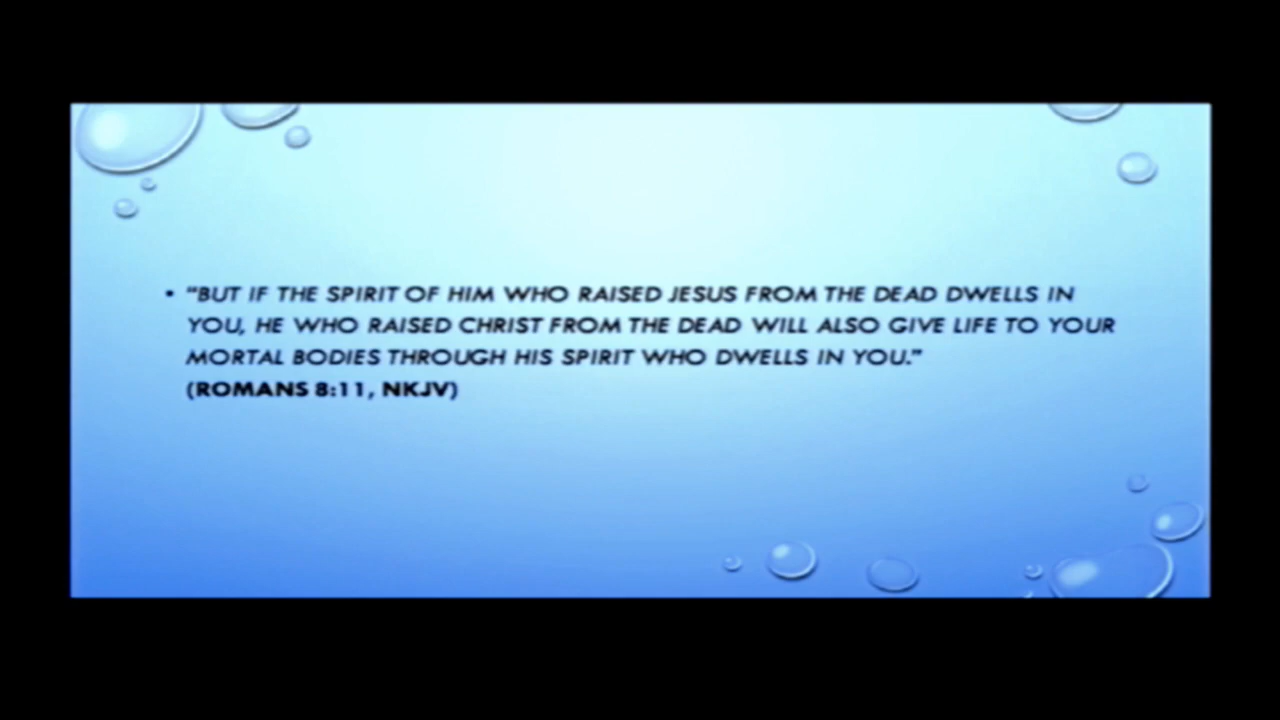 • "BUT IF THE SPIRIT OF HIM WHO RAISED JESUS FROM THE DEAD DWELLS IN
YOU, HE WHO RAISED CHRIST FROM THE DEAD WILL ALSO GIVE LIFE TO YOUR
MORTAL BODIES THROUGH HIS SPIRIT WHO DWELLS IN YOU."
(ROMANS 8:11, NKJV)